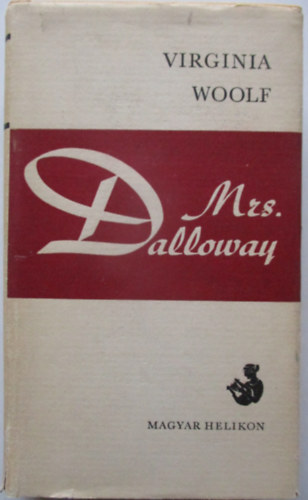 VIRGINIA
WOOLF
Mrs.
Dalloway
MAGYAR HELIKON